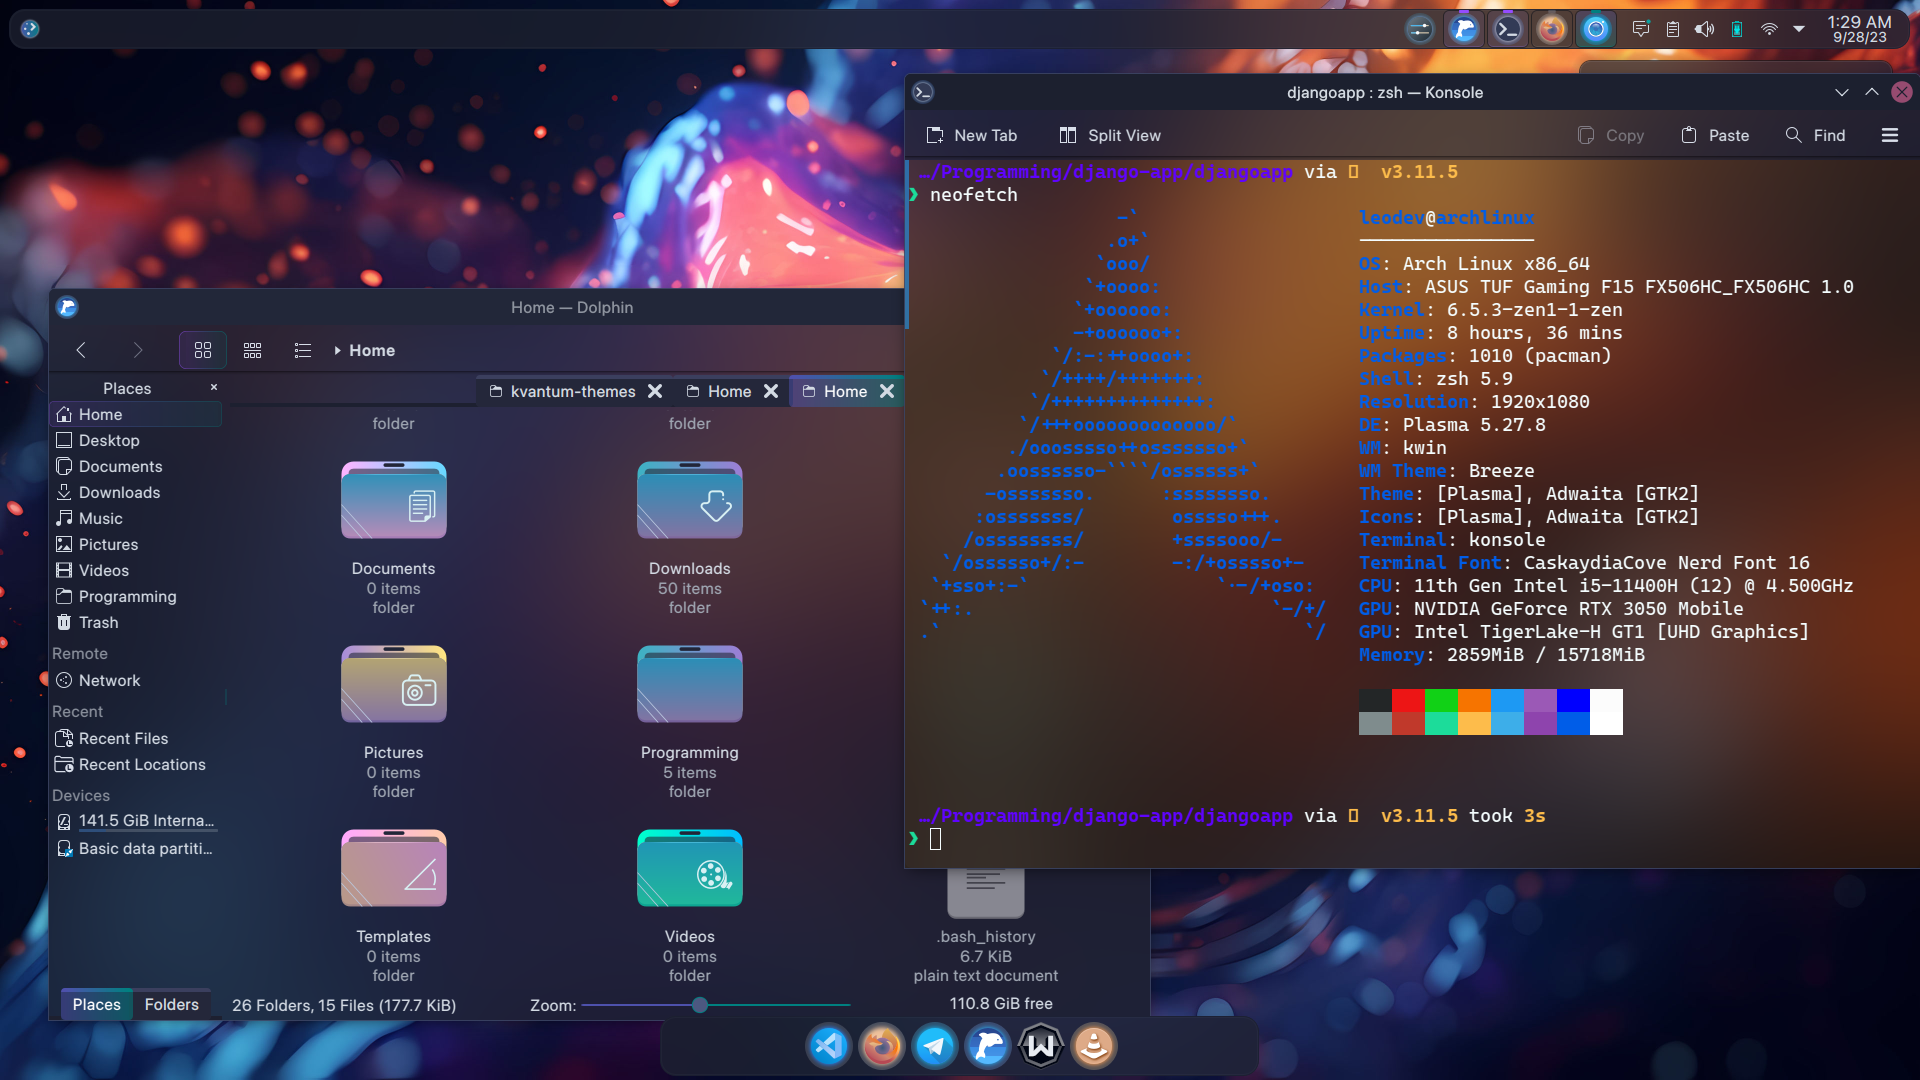 1:29 AM
9/28/23
djangoapp : zsh — Konsole
New Tab
Split View
Copy
Paste
Find
…/Programming/django-app/djangoapp via v3.11.5
❯ neofetch
leodev@archlinux
----------------
OS: Arch Linux x86_64
Host: ASUS TUF Gaming F15 FX506HC_FX506HC 1.0
Kernel: 6.5.3-zen1-1-zen
Uptime: 8 hours, 36 mins
Packages: 1010 (pacman)
Shell: zsh 5.9
Resolution: 1920x1080
DE: Plasma 5.27.8
WM: kwin
WM Theme: Breeze
Theme: [Plasma], Adwaita [GTK2]
Icons: [Plasma], Adwaita [GTK2]
Terminal: konsole
Terminal Font: CaskaydiaCove Nerd Font 16
CPU: 11th Gen Intel i5-11400H (12) @ 4.500GHz
GPU: NVIDIA GeForce RTX 3050 Mobile
GPU: Intel TigerLake-H GT1 [UHD Graphics]
Memory: 2859MiB / 15718MiB
…/Programming/django-app/djangoapp via v3.11.5 took 3s
❯
Home — Dolphin
Home
Places
Home
Desktop
Documents
Downloads
Music
Pictures
Videos
Programming
Trash
Remote
Network
Recent
Recent Files
Recent Locations
Devices
141.5 GiB Interna...
Basic data partiti...
Places
Folders
kvantum-themes
Home
Home
folder
folder
Documents
0 items
folder
Downloads
50 items
folder
Pictures
0 items
folder
Programming
5 items
folder
Templates
0 items
folder
Videos
0 items
folder
.bash_history
6.7 KiB
plain text document
26 Folders, 15 Files (177.7 KiB)
Zoom:
110.8 GiB free